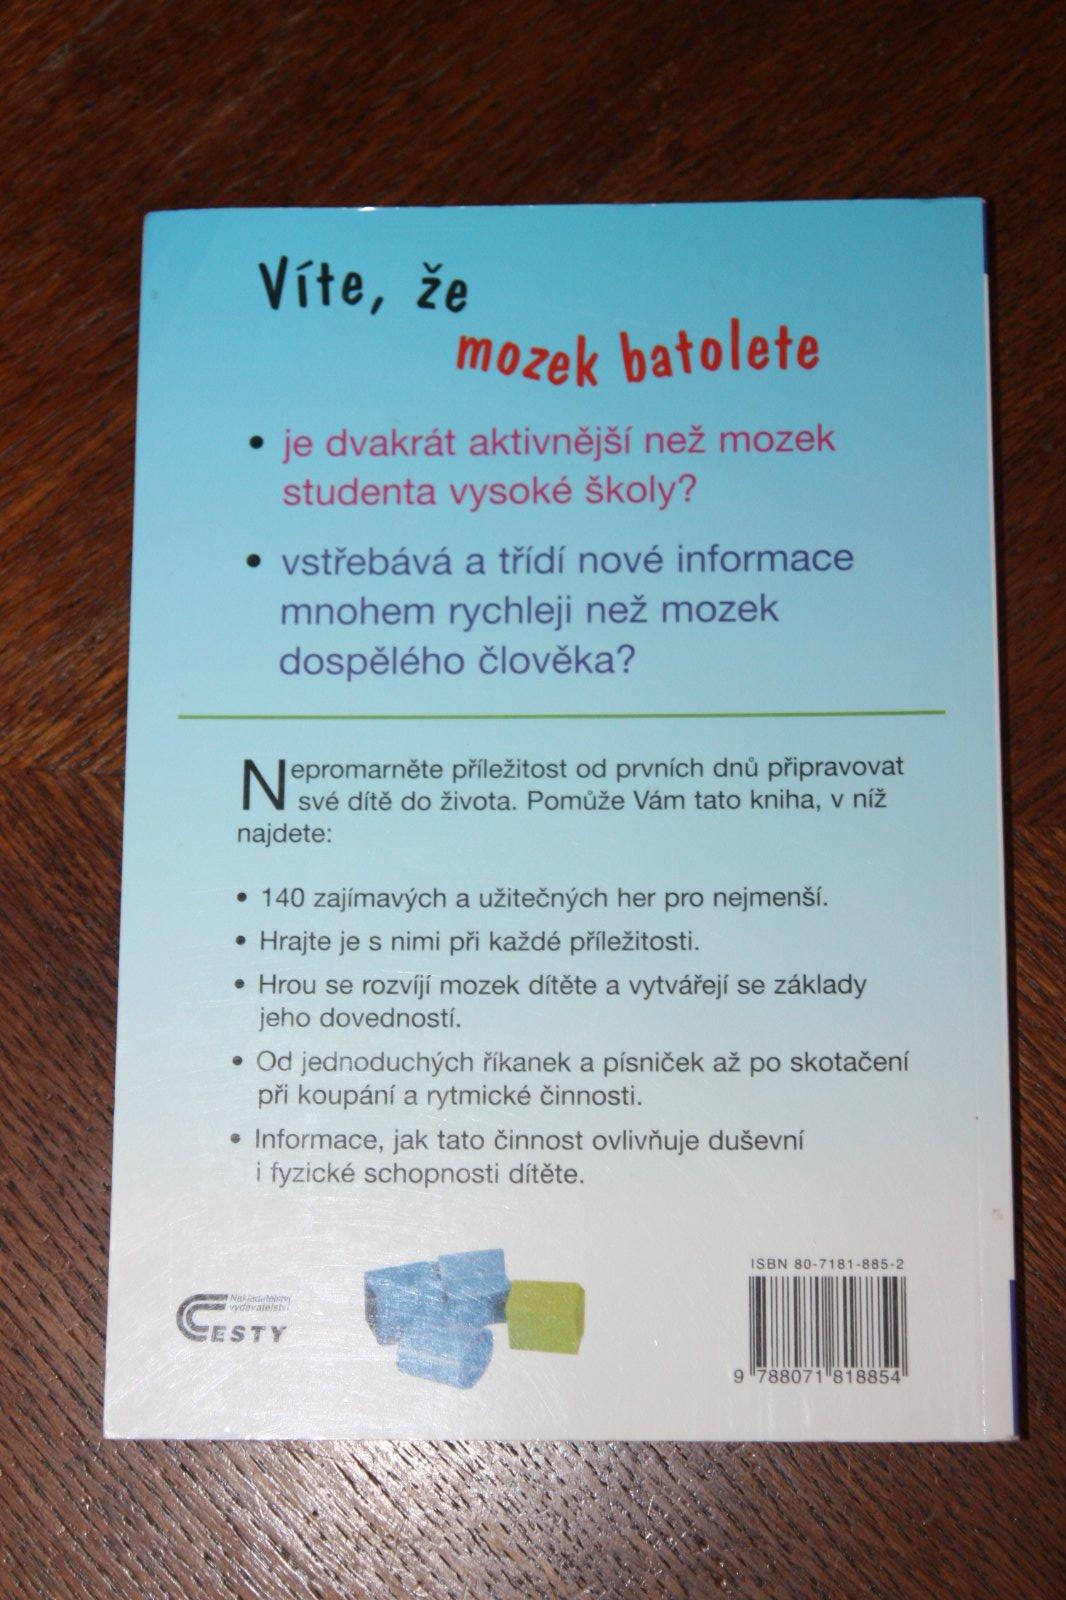 Víte, že
mozek batolete
• je dvakrát aktivnější než mozek
studenta vysoké školy?
• vstřebává a třídí nové informace
mnohem rychleji než mozek
dospělého člověka?
Nepromarněte příležitost od prvních dnů připravovat
své dítě do života. Pomůže Vám tato kniha, v níž
najdete:
• 140 zajímavých a užitečných her pro nejmenší.
• Hrajte je s nimi při každé příležitosti.
• Hrou se rozvíjí mozek dítěte a vytvářejí se základy
jeho dovedností.
• Od jednoduchých říkanek a písniček až po skotačení
při koupání a rytmické činnosti.
• Informace, jak tato činnost ovlivňuje duševní
i fyzické schopnosti dítěte.
Nakladatelství
vydavatelství
CESTY
ISBN 80-7181-885-2
9 788071 818854